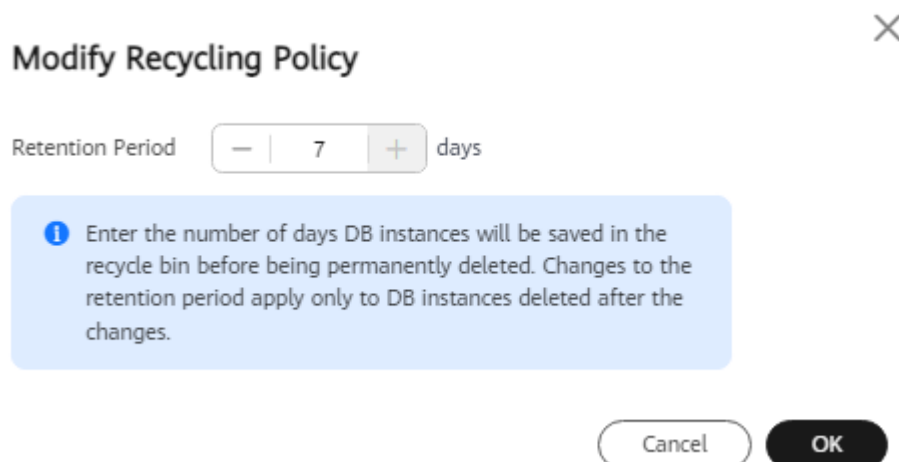 Modify Recycling Policy
Retention Period − 7 + days
Enter the number of days DB instances will be saved in the
recycle bin before being permanently deleted. Changes to the
retention period apply only to DB instances deleted after the
changes.
Cancel OK